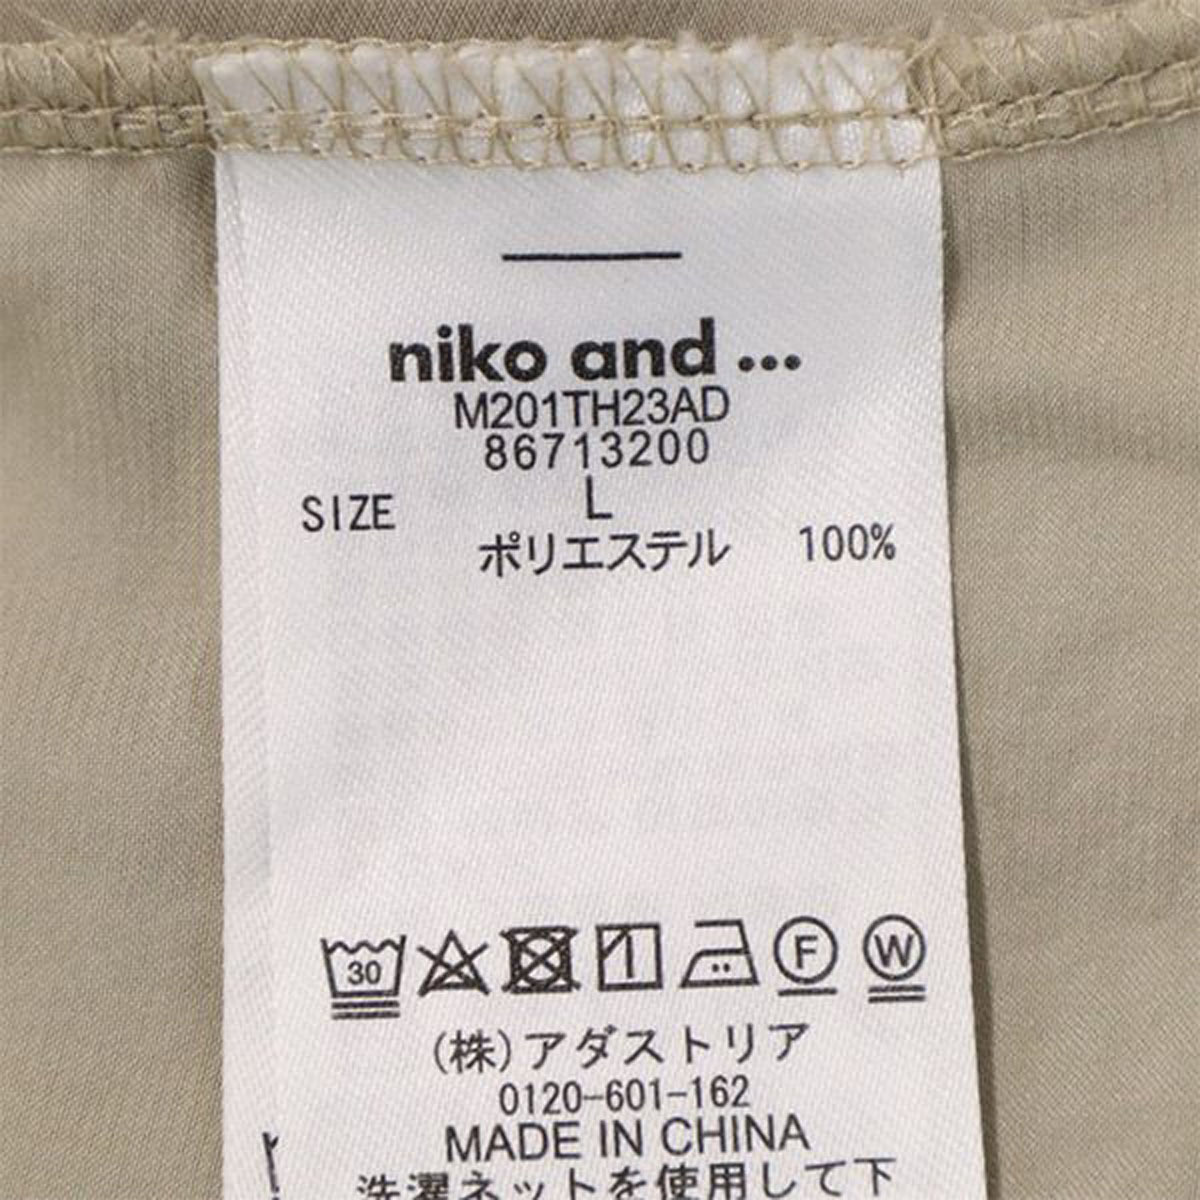 niko and ...
M201TH23AD
86713200
SIZE L
ポリエステル 100%
30 F W
(株)アダストリア
0120-601-162
MADE IN CHINA
洗濯ネットを使用して下